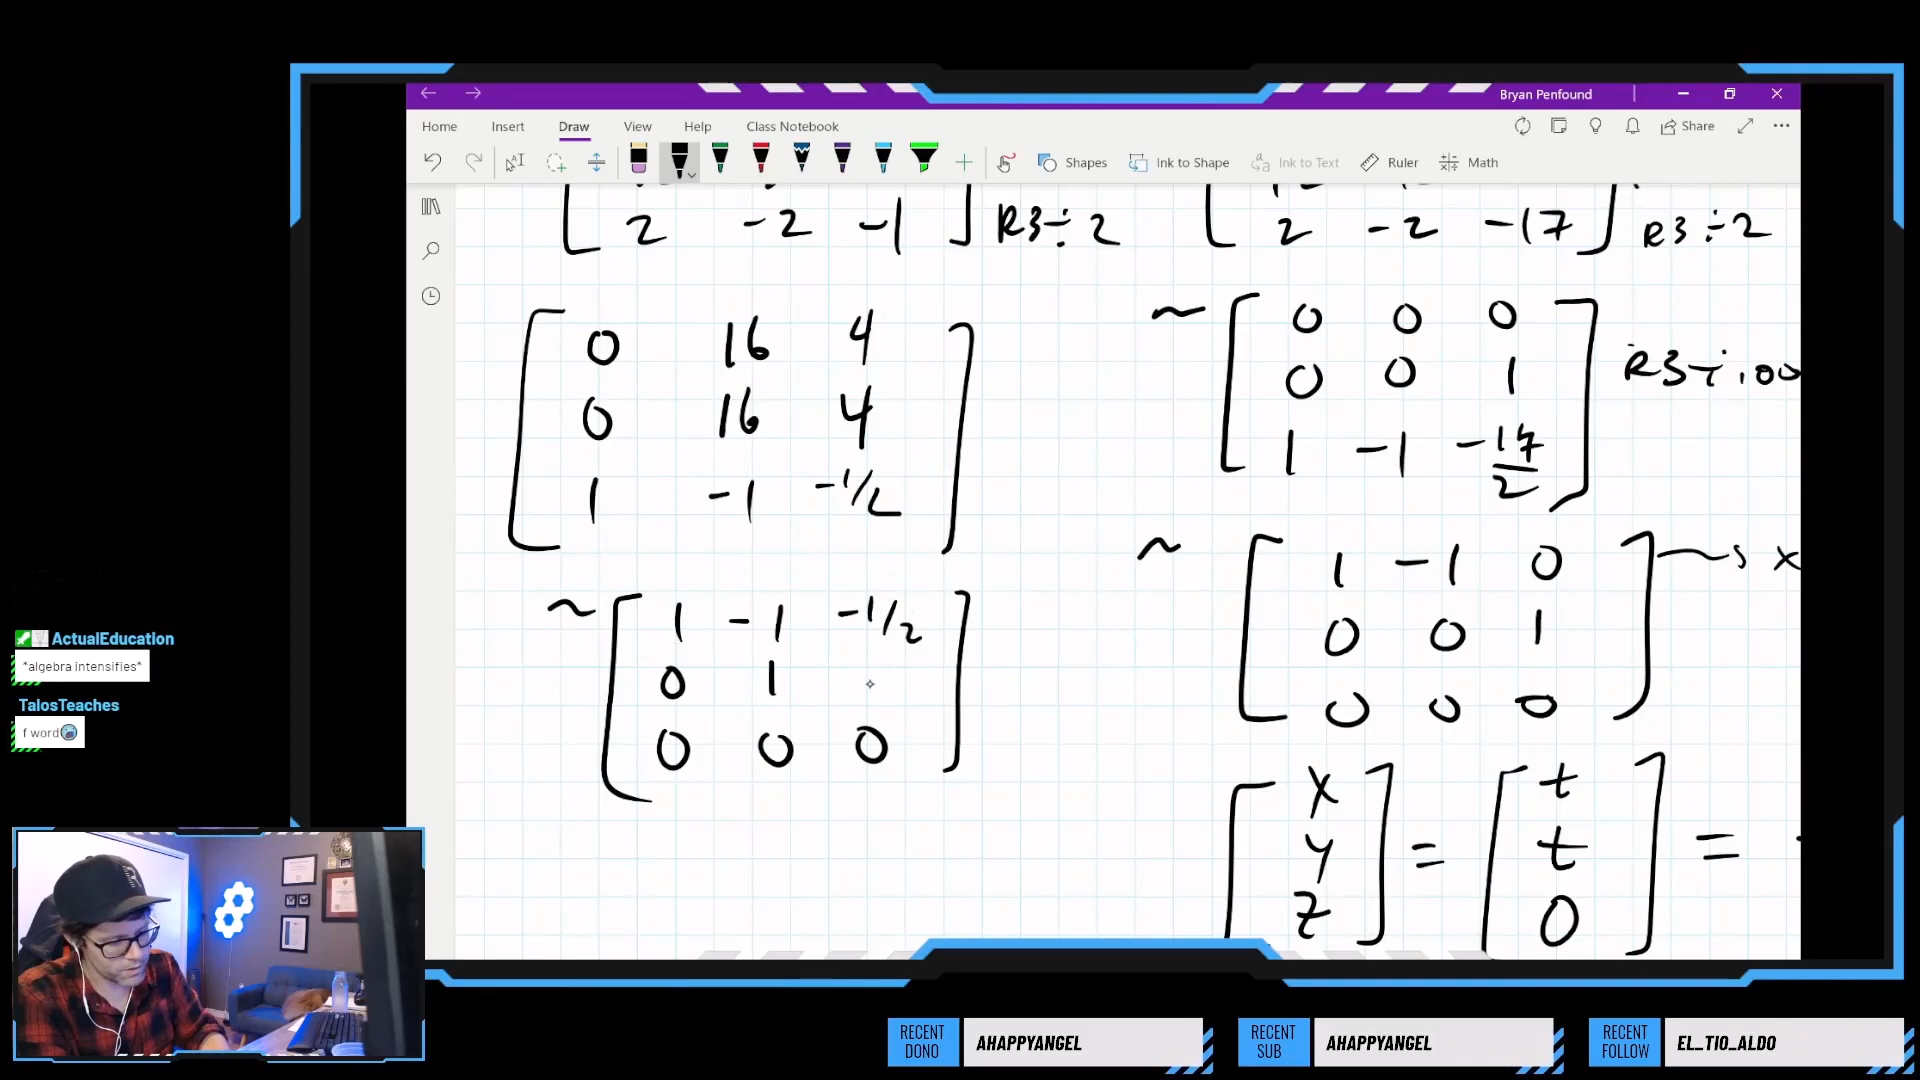 Bryan Penfound
Home Insert Draw View Help Class Notebook
Share
Shapes Ink to Shape Ink to Text Ruler Math
2 -2 -1 R3÷2
2 -2 -17 R3÷2
0 16 4
0 16 4
1 -1 -1/2
~ 0 0 0
0 0 1 R3÷.00
1 -1 -17/2
~ 1 -1 -1/2
0 1
0 0 0
~ 1 -1 0 x
0 0 1
0 0 0
x t
y = t =
z 0
ActualEducation
*algebra intensifies*
TalosTeaches
f word
RECENT DONO AHAPPYANGEL
RECENT SUB AHAPPYANGEL
RECENT FOLLOW EL_TIO_ALDO